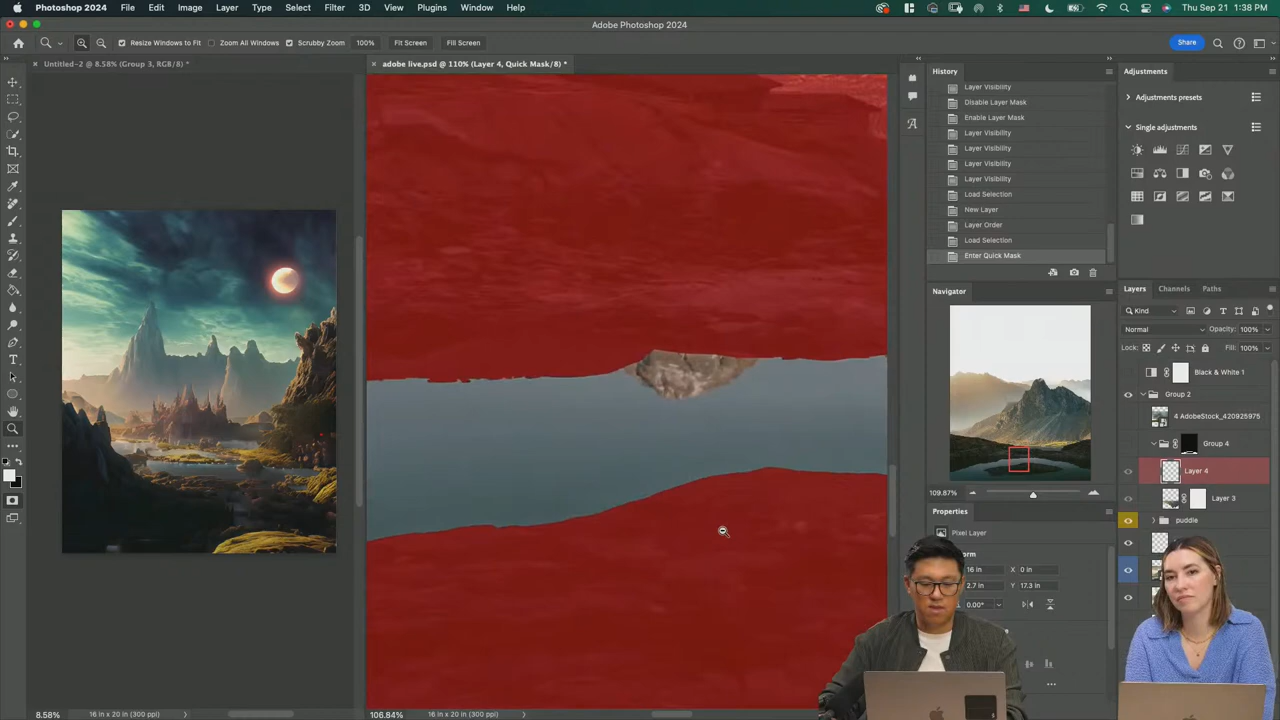 Photoshop 2024 File Edit Image Layer Type Select Filter 3D View Plugins Window Help Thu Sep 21 1:38 PM
Adobe Photoshop 2024
Resize Windows to Fit Zoom All Windows Scrubby Zoom 100% Fit Screen Fill Screen Share
Untitled-2 @ 8.58% (Group 3, RGB/8) *
adobe live.psd @ 110% (Layer 4, Quick Mask/8) *
History
Layer Visibility
Disable Layer Mask
Enable Layer Mask
Layer Visibility
Layer Visibility
Layer Visibility
Layer Visibility
Load Selection
New Layer
Layer Order
Load Selection
Enter Quick Mask
Navigator
109.87%
Properties
Pixel Layer
16 in X 0 in
2.7 in Y 17.3 in
0.00°
Adjustments
Adjustments presets
Single adjustments
Layers Channels Paths
Kind
Normal Opacity: 100%
Lock: Fill: 100%
Black & White 1
Group 2
4 AdobeStock_420925975
Group 4
Layer 4
Layer 3
puddle
8.58% 16 in x 20 in (300 ppi)
106.84% 16 in x 20 in (300 ppi)